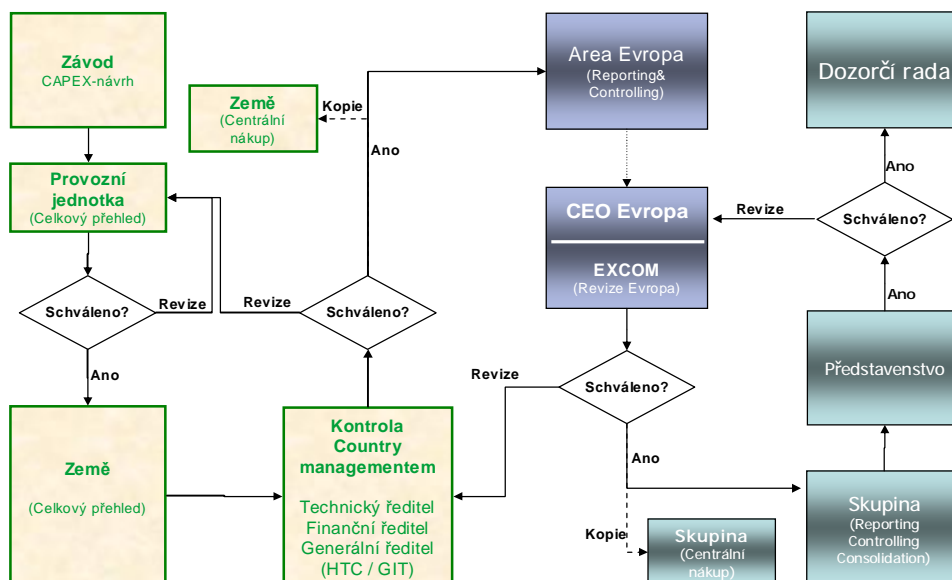 Závod
CAPEX-návrh
Země
(Centrální
nákup)
Kopie
Ano
Area Evropa
(Reporting&
Controlling)
Dozorčí rada
Ano
Provozní
jednotka
(Celkový přehled)
CEO Evropa
EXCOM
(Revize Evropa)
Revize
Schváleno?
Schváleno?
Revize
Revize
Schváleno?
Ano
Ano
Představenstvo
Revize
Schváleno?
Země
(Celkový přehled)
Kontrola
Country
managementem
Technický ředitel
Finanční ředitel
Generální ředitel
(HTC / GIT)
Ano
Kopie
Skupina
(Centrální
nákup)
Skupina
(Reporting
Controlling
Consolidation)